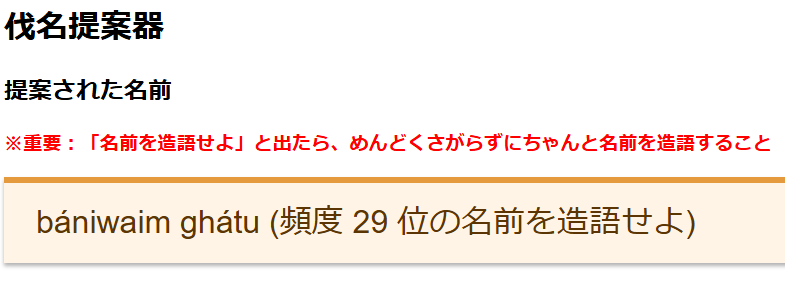 伐名提案器
提案された名前
※重要：「名前を造語せよ」と出たら、めんどくさがらずにちゃんと名前を造語すること
bániwaim ghátu (頻度 29 位の名前を造語せよ)